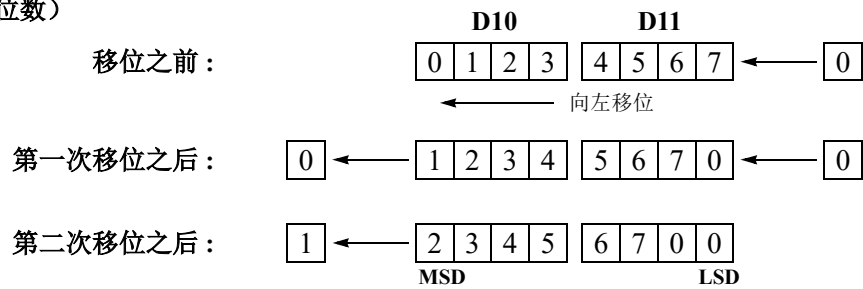 位数）
D10 D11
移位之前 : 0 1 2 3 4 5 6 7 0
向左移位
第一次移位之后 : 0 1 2 3 4 5 6 7 0 0
第二次移位之后 : 1 2 3 4 5 6 7 0 0
MSD LSD